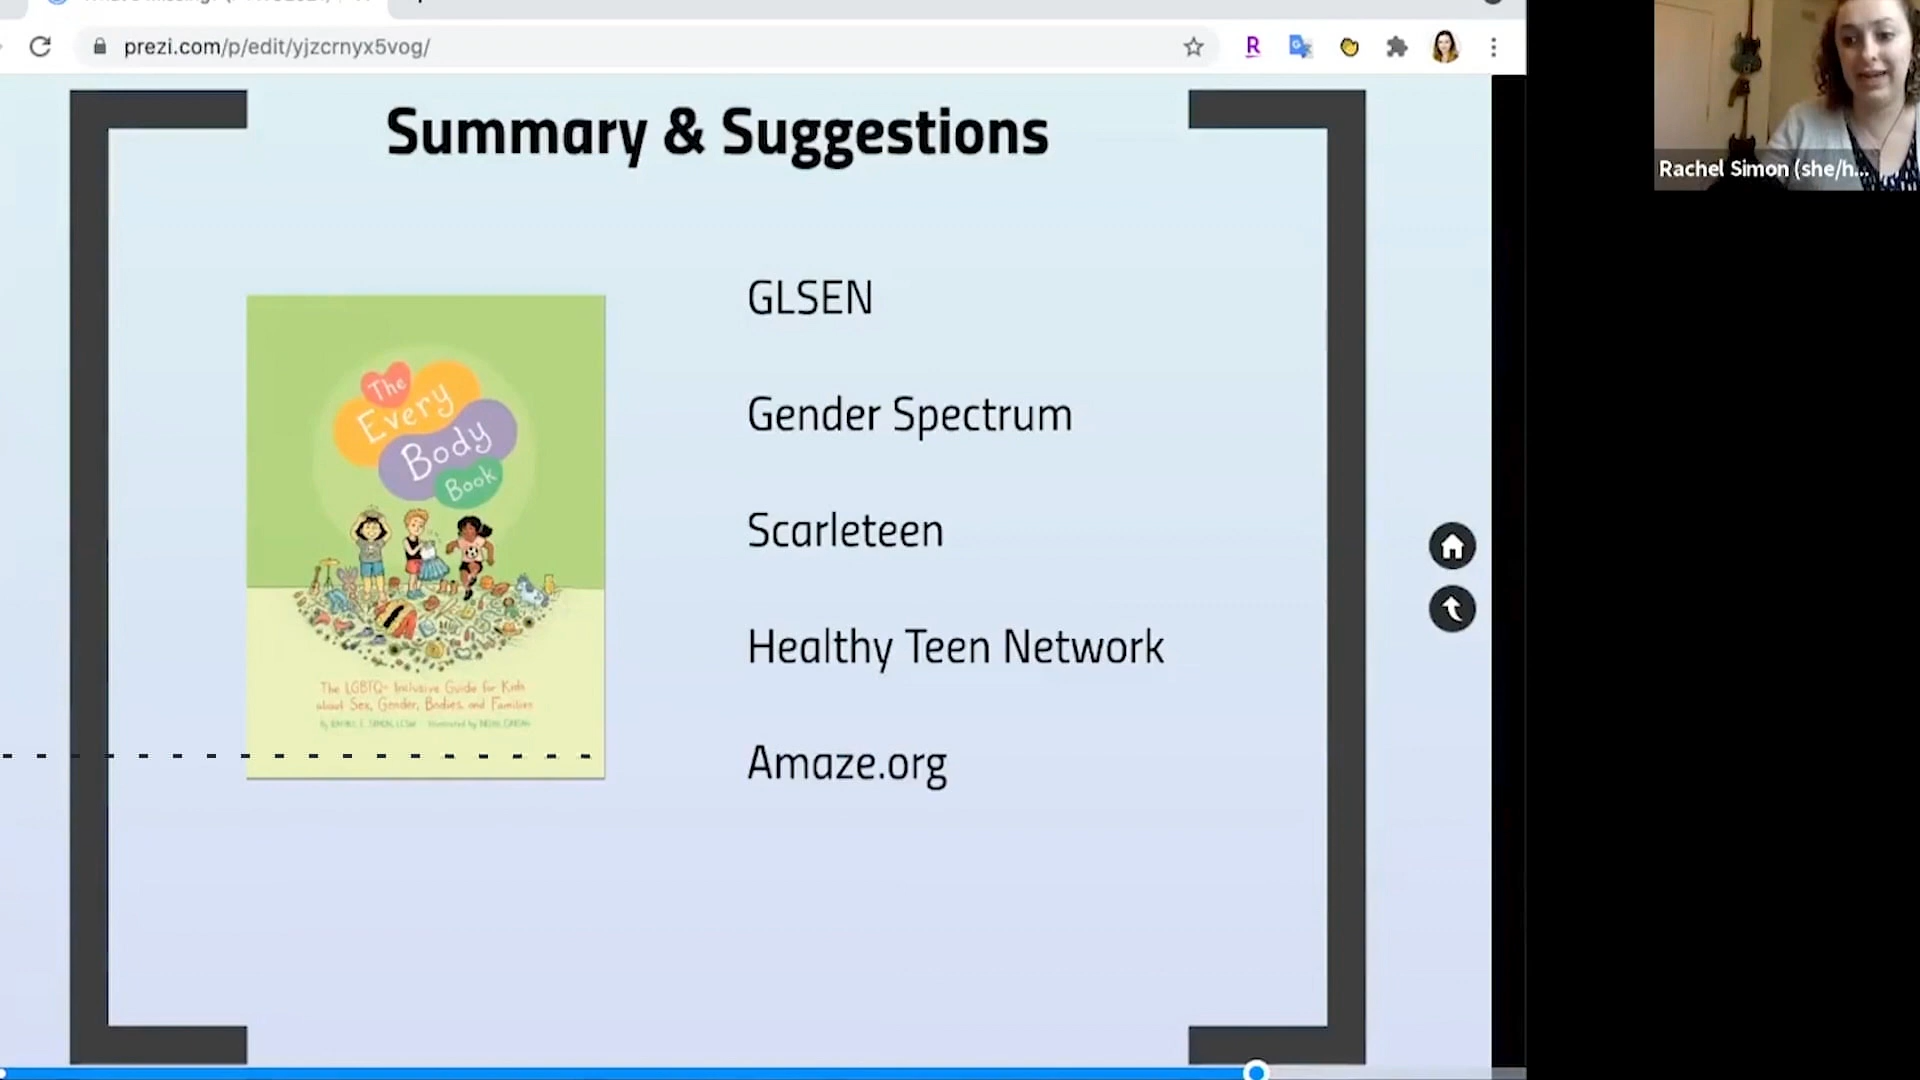 prezi.com/p/edit/yjzcrnyx5vog/
R
Rachel Simon (she/h...
Summary & Suggestions
The
Every
Body
Book
The LGBTQ+ Inclusive Guide for Kids
about Sex, Gender, Bodies, and Families
GLSEN
Gender Spectrum
Scarleteen
Healthy Teen Network
Amaze.org